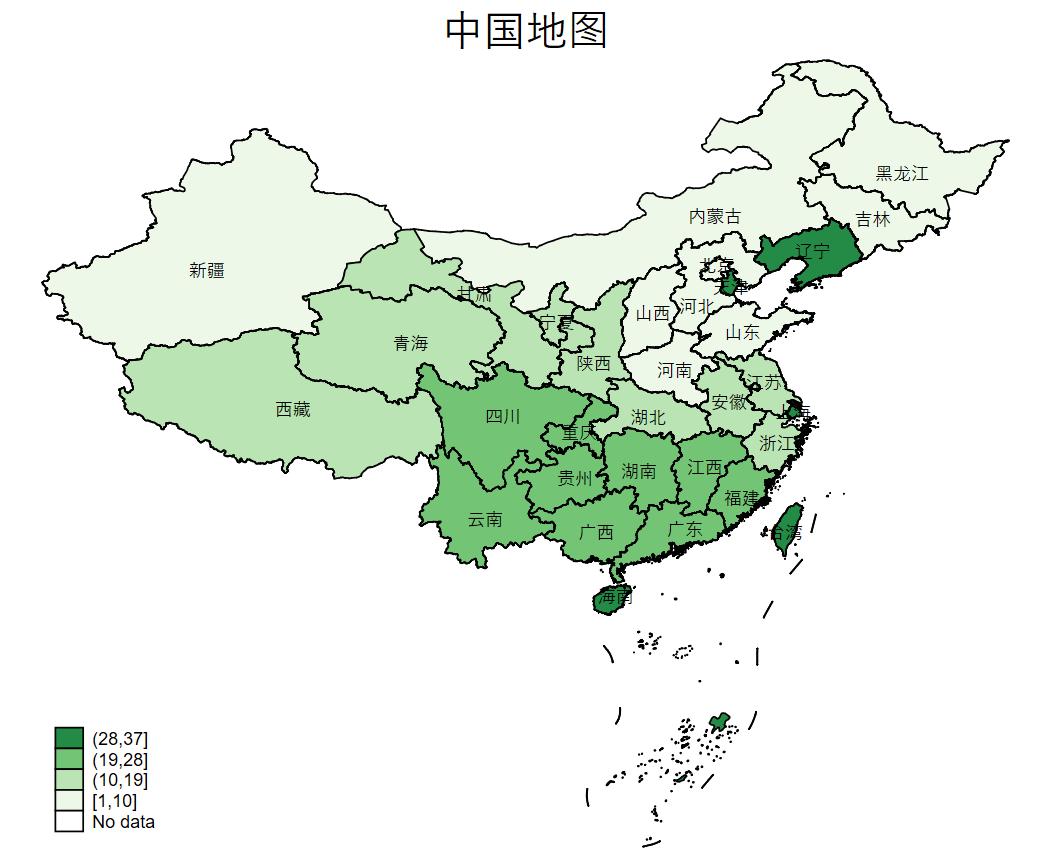 中国地图
黑龙江
内蒙古
吉林
辽宁
新疆
北京
天津
甘肃
河北
山西
宁夏
山东
青海
陕西
河南
江苏
西藏
安徽
上海
四川
湖北
重庆
浙江
江西
湖南
贵州
福建
云南
广西
广东
台湾
海南
(28,37]
(19,28]
(10,19]
[1,10]
No data